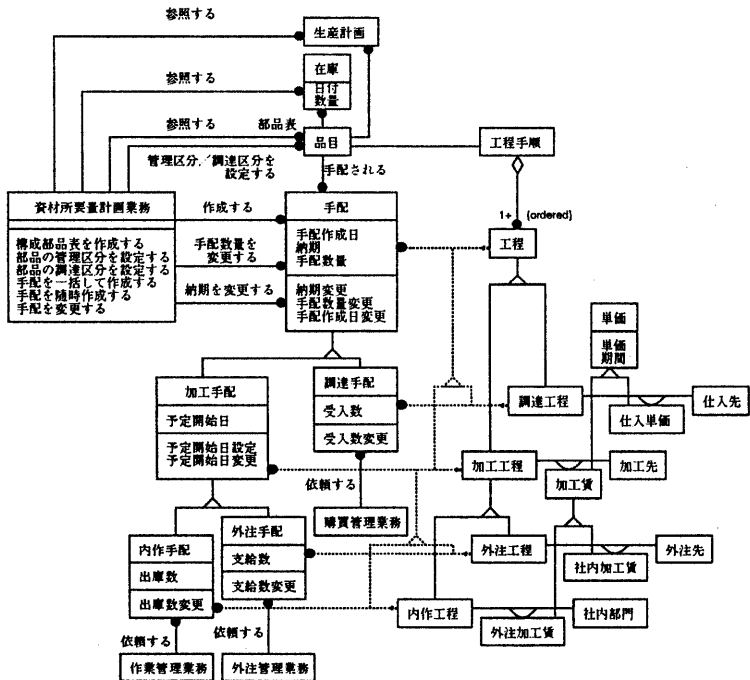 参照する
生産計画
在庫
参照する
日付
数量
参照する
部品表
品目
工程手順
管理区分／調達区分を
設定する
手配される
資材所要量計画業務
作成する
手配
1+
{ordered}
工程
構成部品表を作成する
部品の管理区分を設定する
部品の調達区分を設定する
手配を一括して作成する
手配を随時作成する
手配を変更する
手配数量を
変更する
手配作成日
納期
手配数量
納期を変更する
納期変更
手配数量変更
手配作成日変更
単価
単価
期間
加工手配
調達手配
予定開始日
受入数
調達工程
仕入先
仕入単価
予定開始日設定
予定開始日変更
受入数変更
加工工程
加工先
加工賃
依頼する
購買管理業務
内作手配
外注手配
出庫数
支給数
外注工程
外注先
社内加工賃
出庫数変更
支給数変更
内作工程
社内部門
外注加工賃
依頼する
依頼する
作業管理業務
外注管理業務